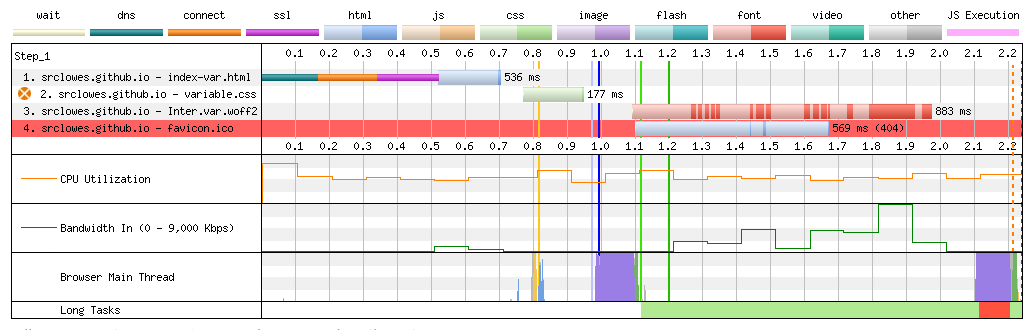 wait dns connect ssl html js css image flash font video other JS Execution
Step_1 0.1 0.2 0.3 0.4 0.5 0.6 0.7 0.8 0.9 1.0 1.1 1.2 1.3 1.4 1.5 1.6 1.7 1.8 1.9 2.0 2.1 2.2
1. srclowes.github.io - index-var.html 536 ms
2. srclowes.github.io - variable.css 177 ms
3. srclowes.github.io - Inter.var.woff2 883 ms
4. srclowes.github.io - favicon.ico 569 ms (404)
0.1 0.2 0.3 0.4 0.5 0.6 0.7 0.8 0.9 1.0 1.1 1.2 1.3 1.4 1.5 1.6 1.7 1.8 1.9 2.0 2.1 2.2
CPU Utilization
Bandwidth In (0 - 9,000 Kbps)
Browser Main Thread
Long Tasks